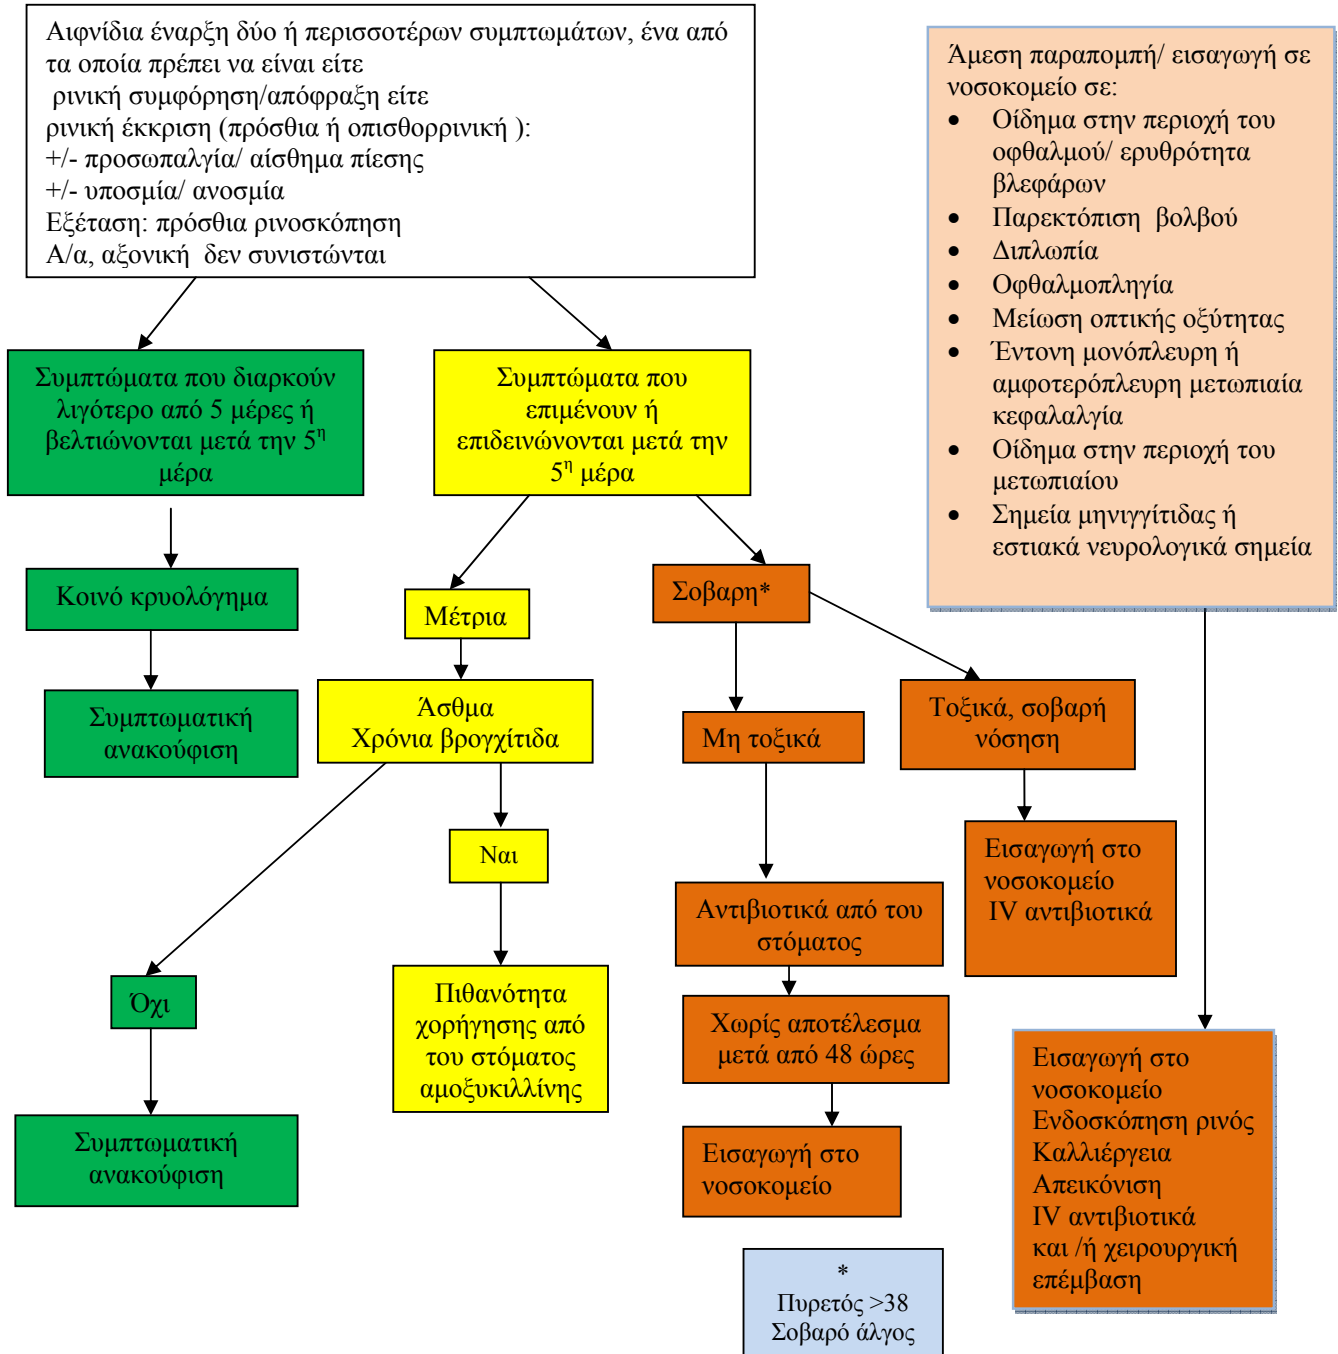 Αιφνίδια έναρξη δύο ή περισσοτέρων συμπτωμάτων, ένα από
τα οποία πρέπει να είναι είτε
ρινική συμφόρηση/απόφραξη είτε
ρινική έκκριση (πρόσθια ή οπισθορρινική ):
+/- προσωπαλγία/ αίσθημα πίεσης
+/- υποσμία/ ανοσμία
Εξέταση: πρόσθια ρινοσκόπηση
Α/α, αξονική δεν συνιστώνται
Άμεση παραπομπή/ εισαγωγή σε
νοσοκομείο σε:
• Οίδημα στην περιοχή του
οφθαλμού/ ερυθρότητα
βλεφάρων
• Παρεκτόπιση βολβού
• Διπλωπία
• Οφθαλμοπληγία
• Μείωση οπτικής οξύτητας
• Έντονη μονόπλευρη ή
αμφοτερόπλευρη μετωπιαία
κεφαλαλγία
• Οίδημα στην περιοχή του
μετωπιαίου
• Σημεία μηνιγγίτιδας ή
εστιακά νευρολογικά σημεία
Συμπτώματα που διαρκούν
λιγότερο από 5 μέρες ή
βελτιώνονται μετά την 5η
μέρα
Συμπτώματα που
επιμένουν ή
επιδεινώνονται μετά την
5η μέρα
Κοινό κρυολόγημα
Μέτρια
Σοβαρη*
Συμπτωματική
ανακούφιση
Άσθμα
Χρόνια βρογχίτιδα
Μη τοξικά
Τοξικά, σοβαρή
νόσηση
Ναι
Εισαγωγή στο
νοσοκομείο
IV αντιβιοτικά
Αντιβιοτικά από του
στόματος
Όχι
Πιθανότητα
χορήγησης από
του στόματος
αμοξυκιλλίνης
Χωρίς αποτέλεσμα
μετά από 48 ώρες
Συμπτωματική
ανακούφιση
Εισαγωγή στο
νοσοκομείο
Εισαγωγή στο
νοσοκομείο
Ενδοσκόπηση ρινός
Καλλιέργεια
Απεικόνιση
IV αντιβιοτικά
και /ή χειρουργική
επέμβαση
*
Πυρετός >38
Σοβαρό άλγος